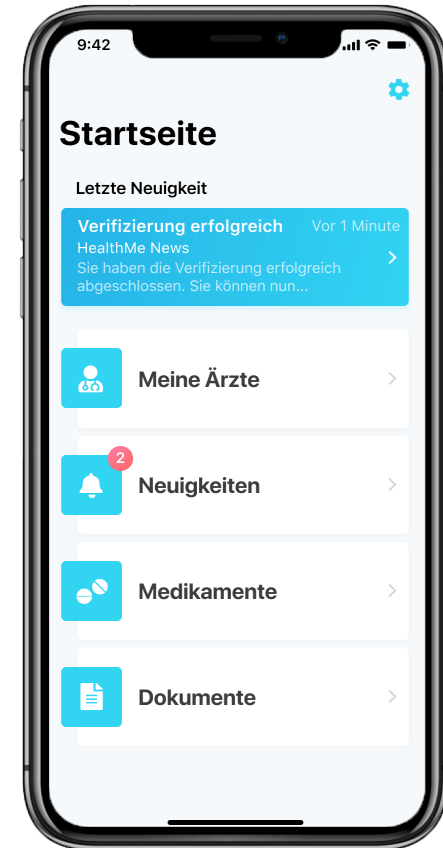 9:42
Startseite
Letzte Neuigkeit
Verifizierung erfolgreich Vor 1 Minute
HealthMe News
Sie haben die Verifizierung erfolgreich
abgeschlossen. Sie können nun...
Meine Ärzte
2
Neuigkeiten
Medikamente
Dokumente